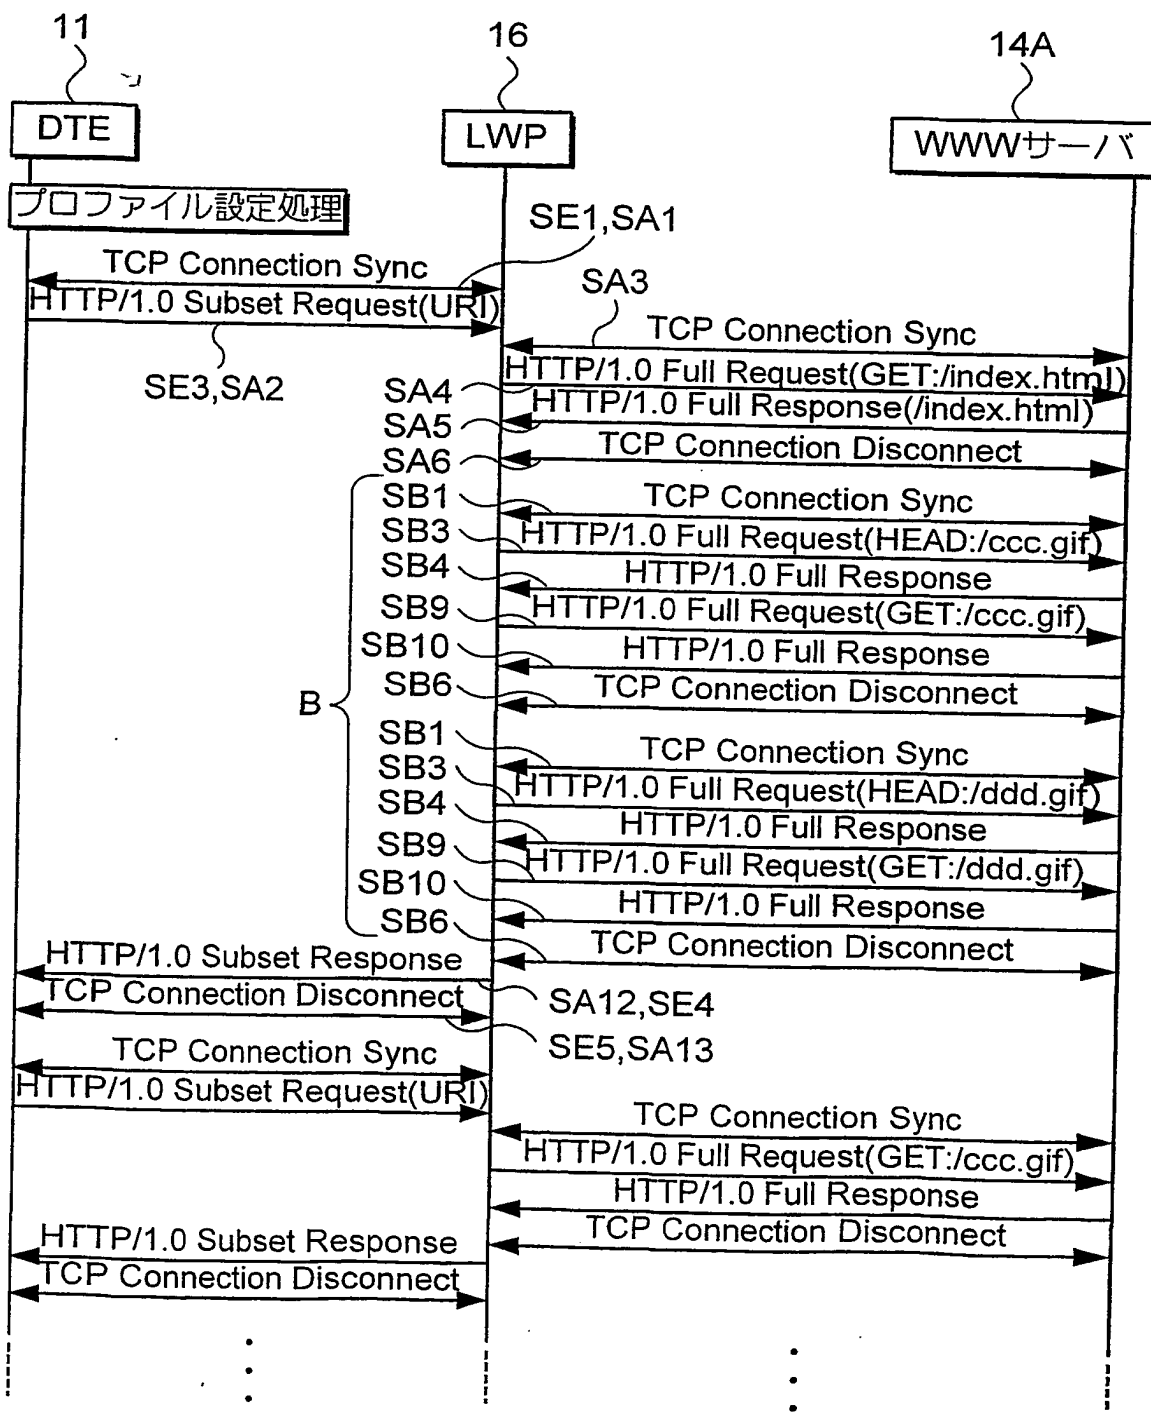 11
16
14A
DTE
LWP
WWWサーバ
プロファイル設定処理
SE1,SA1
TCP Connection Sync
HTTP/1.0 Subset Request(URI)
SE3,SA2
SA3
TCP Connection Sync
HTTP/1.0 Full Request(GET:/index.html)
SA4
HTTP/1.0 Full Response(/index.html)
SA5
TCP Connection Disconnect
SA6
B
SB1
TCP Connection Sync
SB3
HTTP/1.0 Full Request(HEAD:/ccc.gif)
SB4
HTTP/1.0 Full Response
SB9
HTTP/1.0 Full Request(GET:/ccc.gif)
SB10
HTTP/1.0 Full Response
SB6
TCP Connection Disconnect
SB1
TCP Connection Sync
SB3
HTTP/1.0 Full Request(HEAD:/ddd.gif)
SB4
HTTP/1.0 Full Response
SB9
HTTP/1.0 Full Request(GET:/ddd.gif)
SB10
HTTP/1.0 Full Response
SB6
TCP Connection Disconnect
HTTP/1.0 Subset Response
SA12,SE4
TCP Connection Disconnect
SE5,SA13
TCP Connection Sync
HTTP/1.0 Subset Request(URI)
TCP Connection Sync
HTTP/1.0 Full Request(GET:/ccc.gif)
HTTP/1.0 Full Response
TCP Connection Disconnect
HTTP/1.0 Subset Response
TCP Connection Disconnect